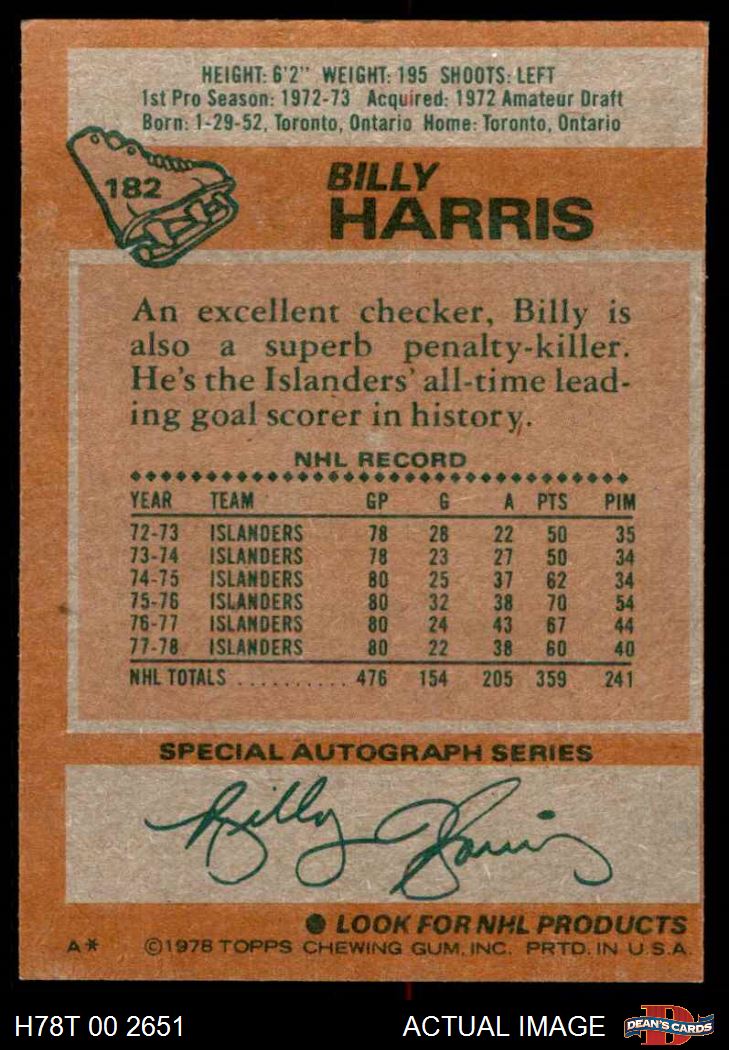 HEIGHT: 6'2" WEIGHT: 195 SHOOTS: LEFT
1st Pro Season: 1972-73 Acquired: 1972 Amateur Draft
Born: 1-29-52, Toronto, Ontario Home: Toronto, Ontario
182
BILLY
HARRIS
An excellent checker, Billy is
also a superb penalty-killer.
He's the Islanders' all-time lead-
ing goal scorer in history.
NHL RECORD
YEAR TEAM GP G A PTS PIM
72-73 ISLANDERS 78 28 22 50 35
73-74 ISLANDERS 78 23 27 50 34
74-75 ISLANDERS 80 25 37 62 34
75-76 ISLANDERS 80 32 38 70 54
76-77 ISLANDERS 80 24 43 67 44
77-78 ISLANDERS 80 22 38 60 40
NHL TOTALS .......... 476 154 205 359 241
SPECIAL AUTOGRAPH SERIES
Billy Harris
● LOOK FOR NHL PRODUCTS
A* ©1978 TOPPS CHEWING GUM, INC. PRTD. IN U.S.A.
H78T 00 2651 ACTUAL IMAGE D DEAN'S CARDS